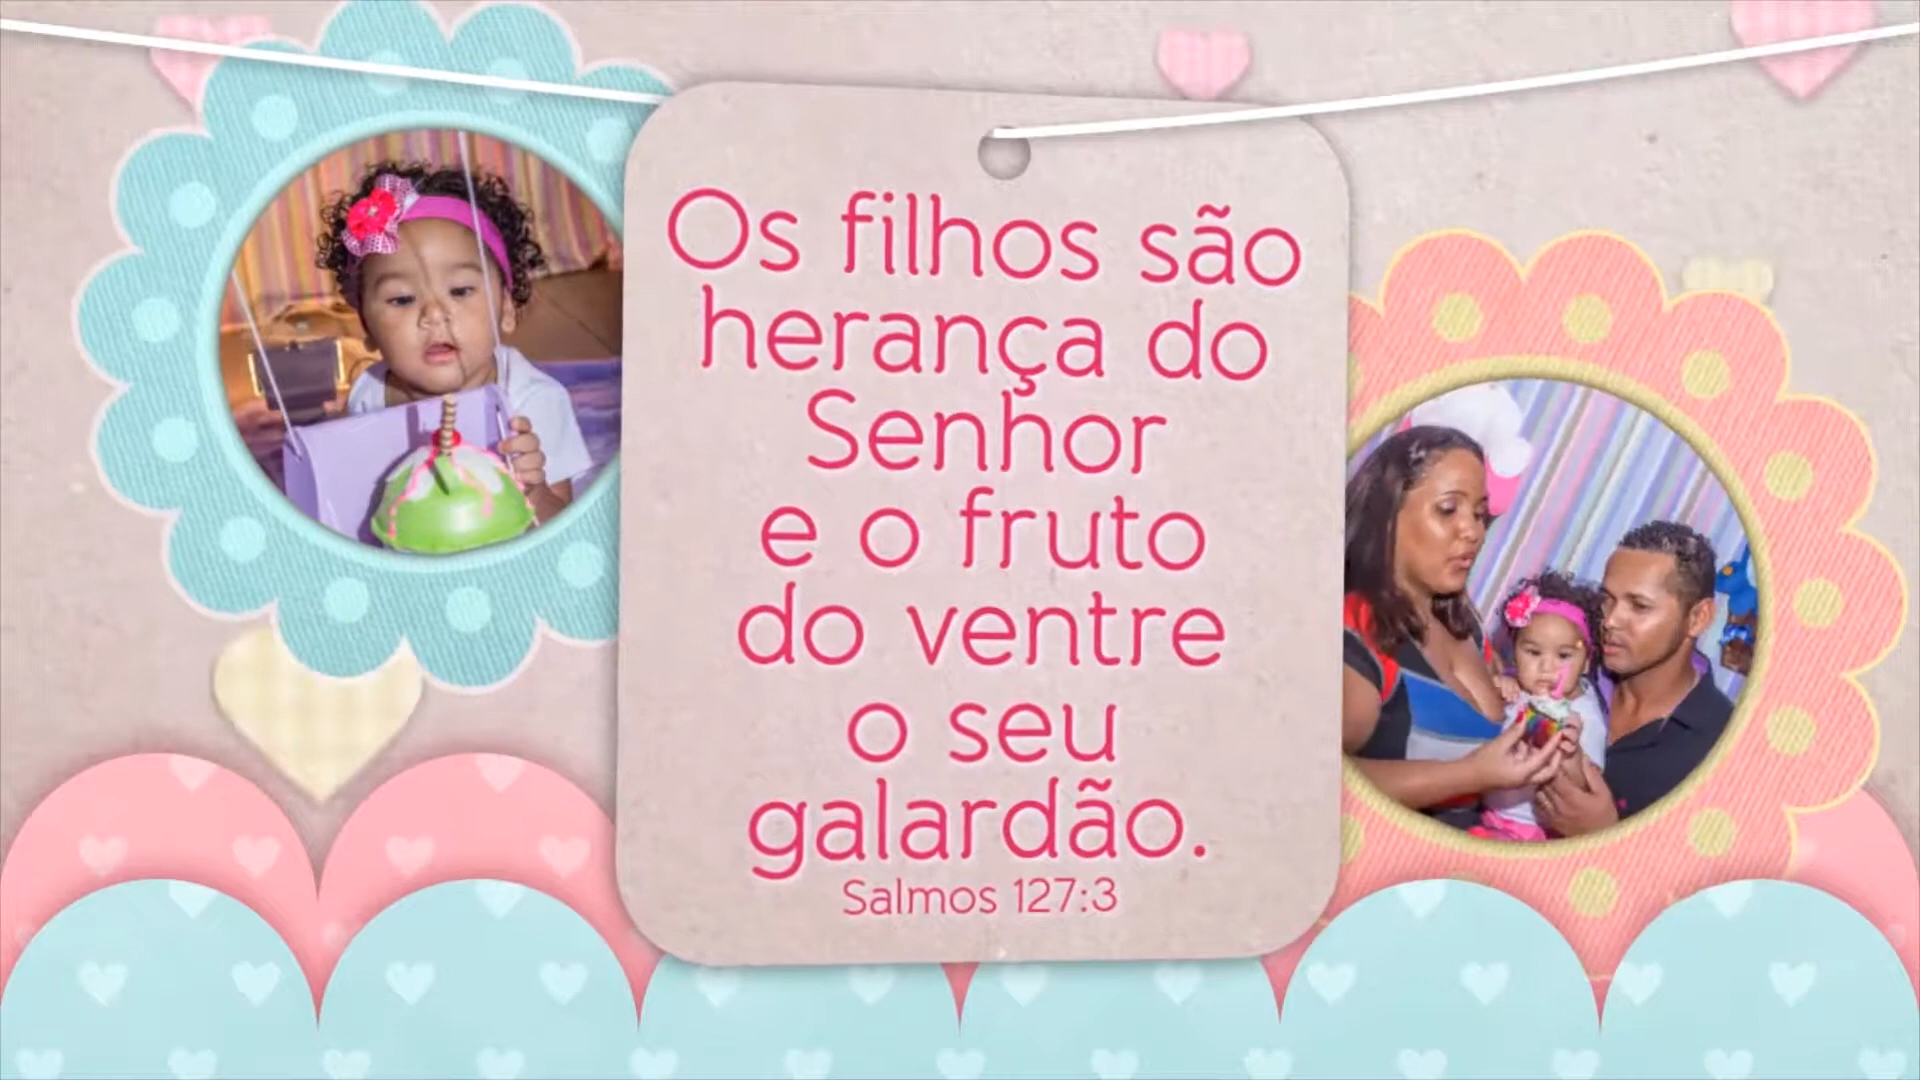 Os filhos são
herança do
Senhor
e o fruto
do ventre
o seu
galardão.
Salmos 127:3